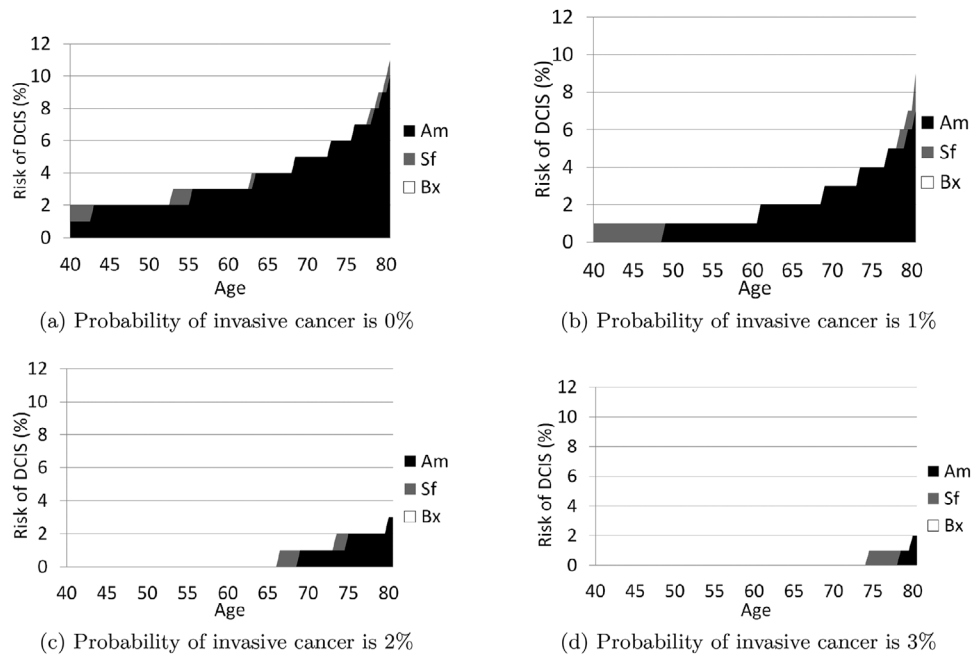 12
10
8
6
4
2
0
Risk of DCIS (%)
Am
Sf
Bx
40 45 50 55 60 65 70 75 80
Age
(a) Probability of invasive cancer is 0%
12
10
8
6
4
2
0
Risk of DCIS (%)
Am
Sf
Bx
40 45 50 55 60 65 70 75 80
Age
(b) Probability of invasive cancer is 1%
12
10
8
6
4
2
0
Risk of DCIS (%)
Am
Sf
Bx
40 45 50 55 60 65 70 75 80
Age
(c) Probability of invasive cancer is 2%
12
10
8
6
4
2
0
Risk of DCIS (%)
Am
Sf
Bx
40 45 50 55 60 65 70 75 80
Age
(d) Probability of invasive cancer is 3%